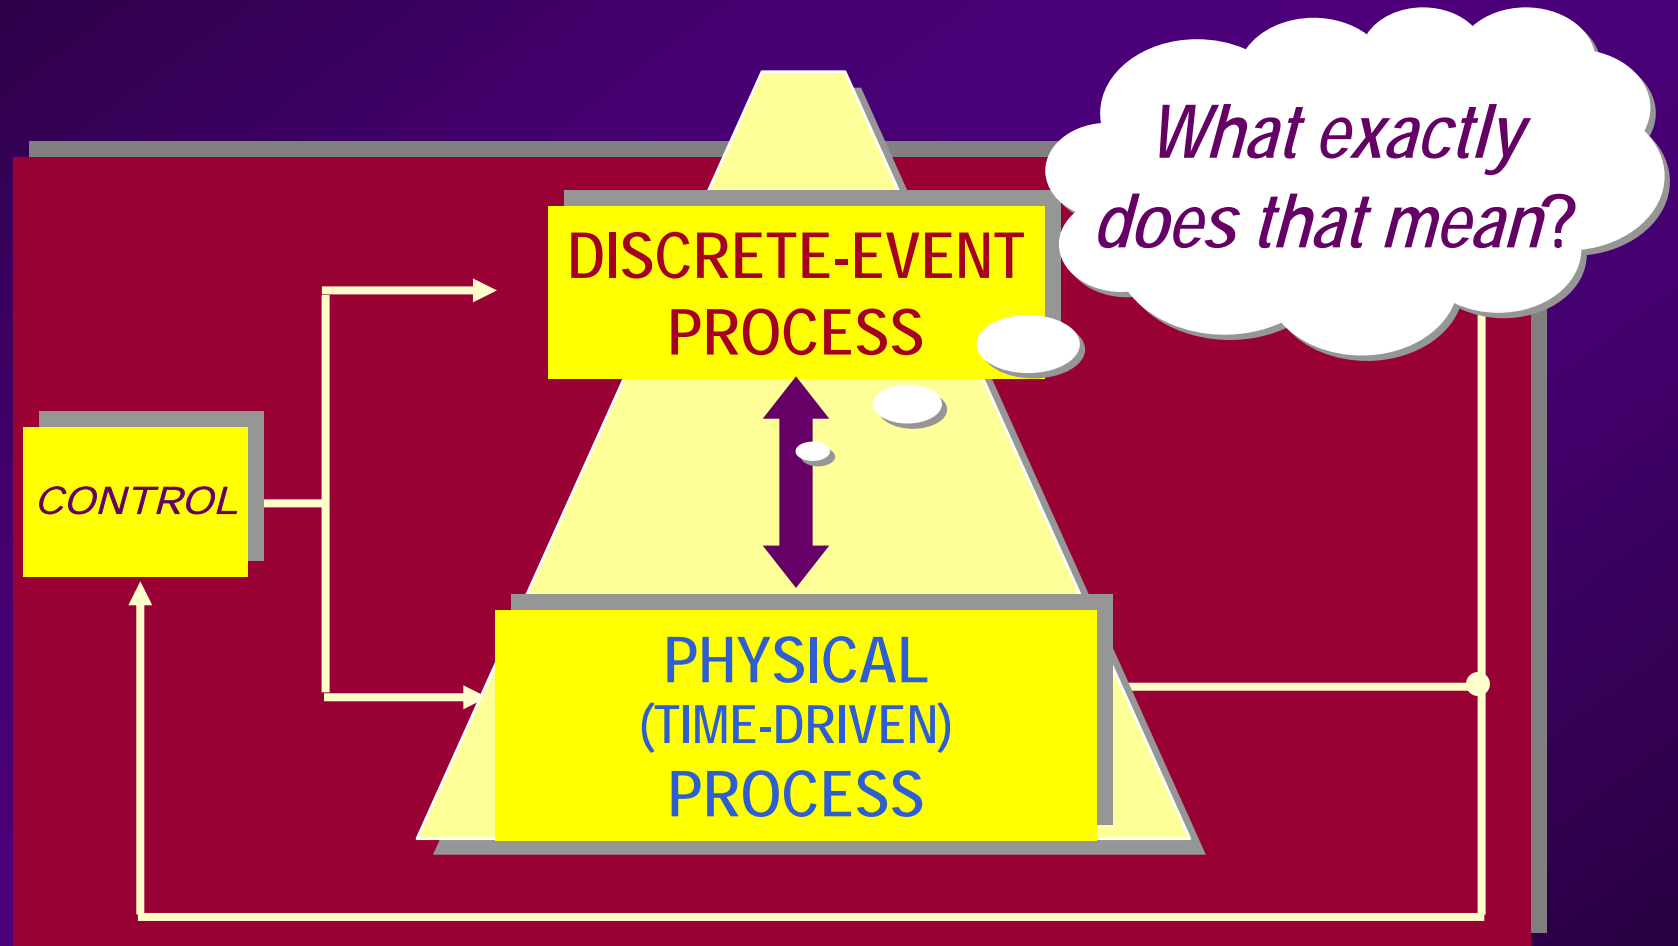 What exactly
does that mean?
DISCRETE-EVENT
PROCESS
CONTROL
PHYSICAL
(TIME-DRIVEN)
PROCESS